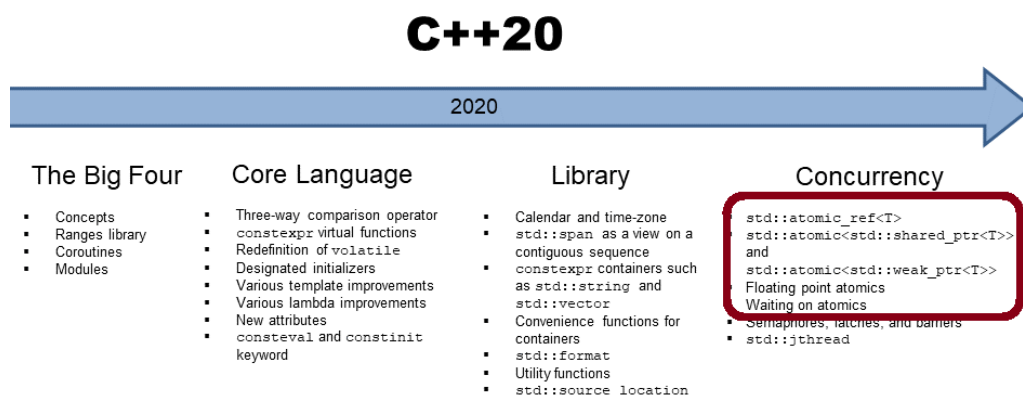 C++20
2020
The Big Four
▪ Concepts
▪ Ranges library
▪ Coroutines
▪ Modules
Core Language
▪ Three-way comparison operator
▪ constexpr virtual functions
▪ Redefinition of volatile
▪ Designated initializers
▪ Various template improvements
▪ Various lambda improvements
▪ New attributes
▪ consteval and constinit
keyword
Library
▪ Calendar and time-zone
▪ std::span as a view on a
contiguous sequence
▪ constexpr containers such
as std::string and
std::vector
▪ Convenience functions for
containers
▪ std::format
▪ Utility functions
▪ std::source location
Concurrency
std::atomic_ref<T>
std::atomic<std::shared_ptr<T>>
and
std::atomic<std::weak_ptr<T>>
Floating point atomics
Waiting on atomics
▪ Semaphores, latches, and barriers
▪ std::jthread